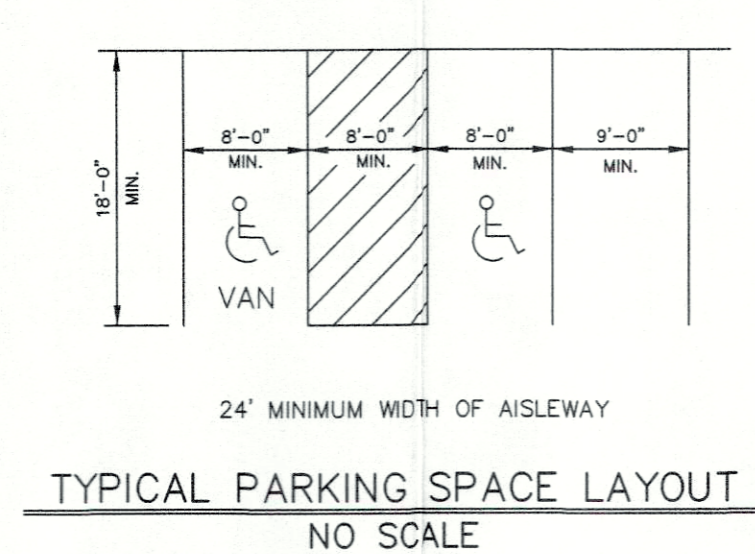 8'-0" 8'-0" 8'-0" 9'-0"
MIN. MIN. MIN. MIN.
18'-0"
MIN.
VAN
24' MINIMUM WIDTH OF AISLEWAY
TYPICAL PARKING SPACE LAYOUT
NO SCALE